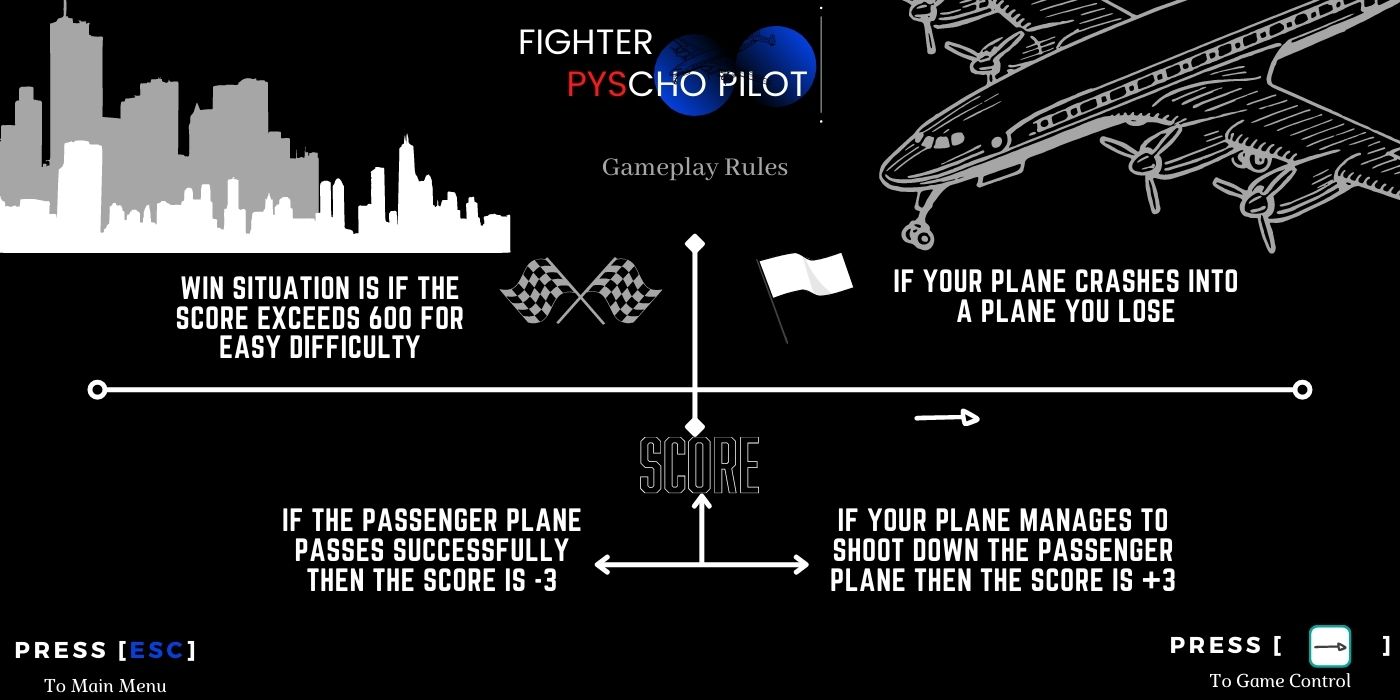 FIGHTER
PYSCHO PILOT
Gameplay Rules
WIN SITUATION IS IF THE
SCORE EXCEEDS 600 FOR
EASY DIFFICULTY
IF YOUR PLANE CRASHES INTO
A PLANE YOU LOSE
SCORE
IF THE PASSENGER PLANE
PASSES SUCCESSFULLY
THEN THE SCORE IS -3
IF YOUR PLANE MANAGES TO
SHOOT DOWN THE PASSENGER
PLANE THEN THE SCORE IS +3
PRESS [ESC]
To Main Menu
PRESS [ ]
To Game Control